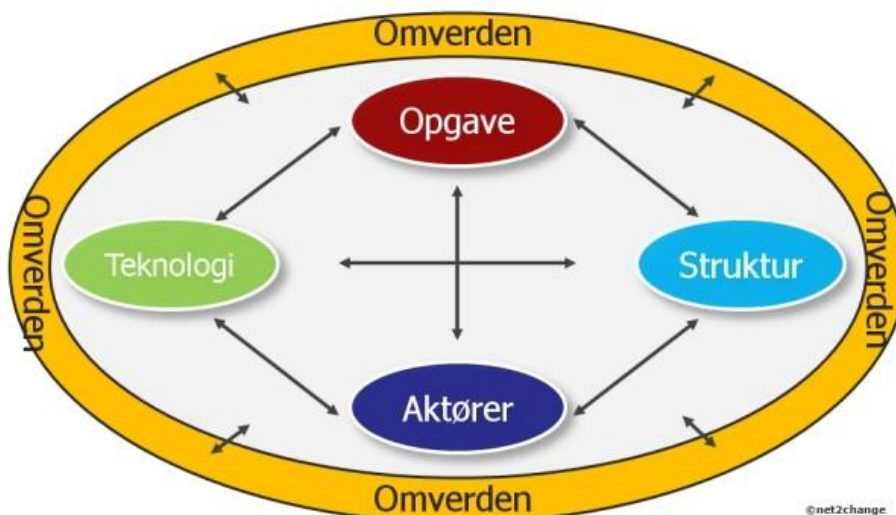 Omverden
Opgave
Omverden
Teknologi
Struktur
Omverden
Aktører
Omverden
©net2change